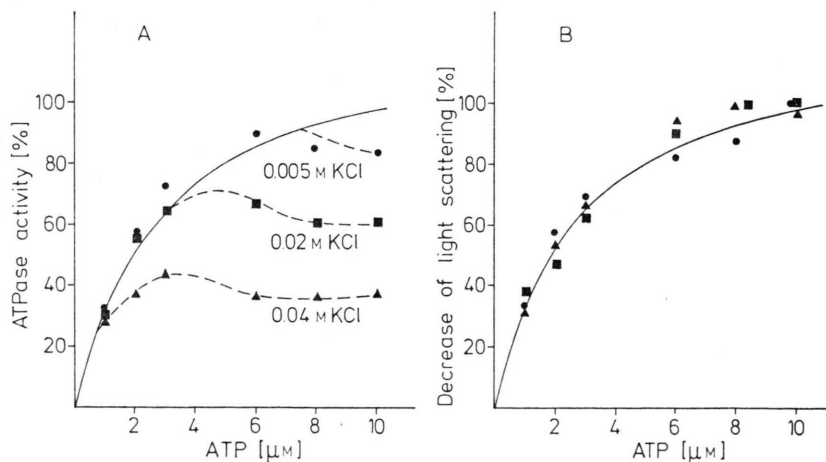 A
ATPase activity [%]
100
80
60
40
20
0.005 M KCl
0.02 M KCl
0.04 M KCl
2
4
6
8
10
ATP [μM]
B
Decrease of light scattering [%]
100
80
60
40
20
2
4
6
8
10
ATP [μM]